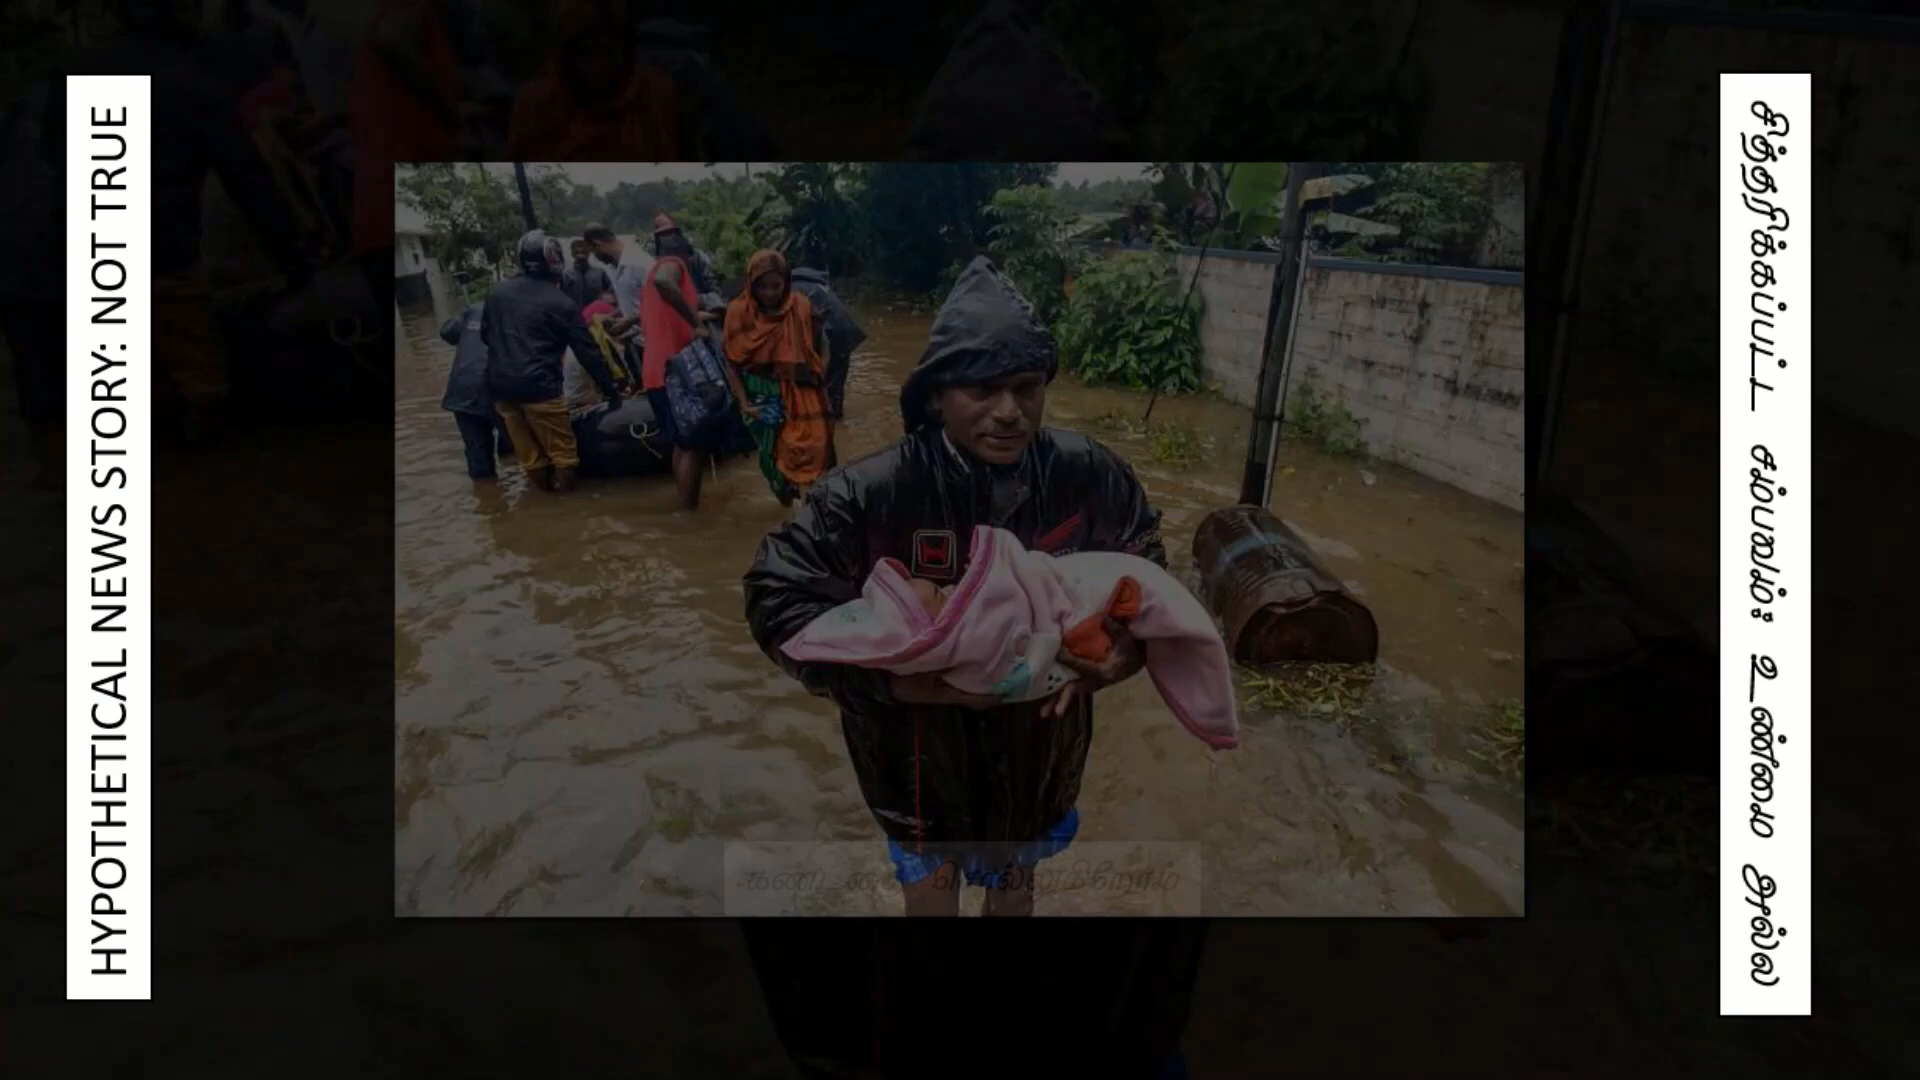 HYPOTHETICAL NEWS STORY: NOT TRUE
சித்தரிக்கப்பட்ட சம்பவம்: உண்மை அல்ல
சொல்லுகிறோம்